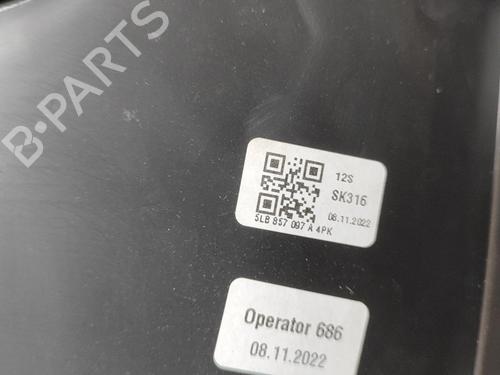 B-PARTS
12S
SK316
08.11.2022
5LB 857 097 A 4PK
Operator 686
08.11.2022